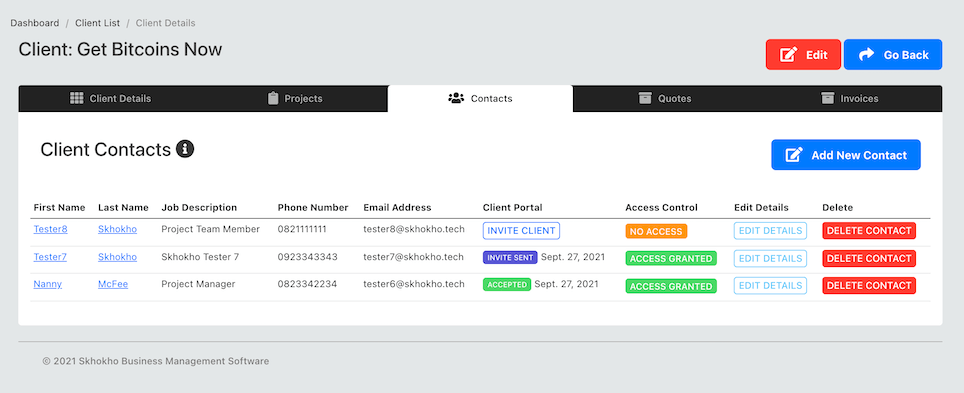 Dashboard / Client List / Client Details
Client: Get Bitcoins Now
Edit
Go Back
Client Details
Projects
Contacts
Quotes
Invoices
Client Contacts
Add New Contact
First Name Last Name Job Description Phone Number Email Address Client Portal Access Control Edit Details Delete
Tester8 Skhokho Project Team Member 0821111111 tester8@skhokho.tech INVITE CLIENT NO ACCESS EDIT DETAILS DELETE CONTACT
Tester7 Skhokho Skhokho Tester 7 0923343343 tester7@skhokho.tech INVITE SENT Sept. 27, 2021 ACCESS GRANTED EDIT DETAILS DELETE CONTACT
Nanny McFee Project Manager 0823342234 tester6@skhokho.tech ACCEPTED Sept. 27, 2021 ACCESS GRANTED EDIT DETAILS DELETE CONTACT
© 2021 Skhokho Business Management Software